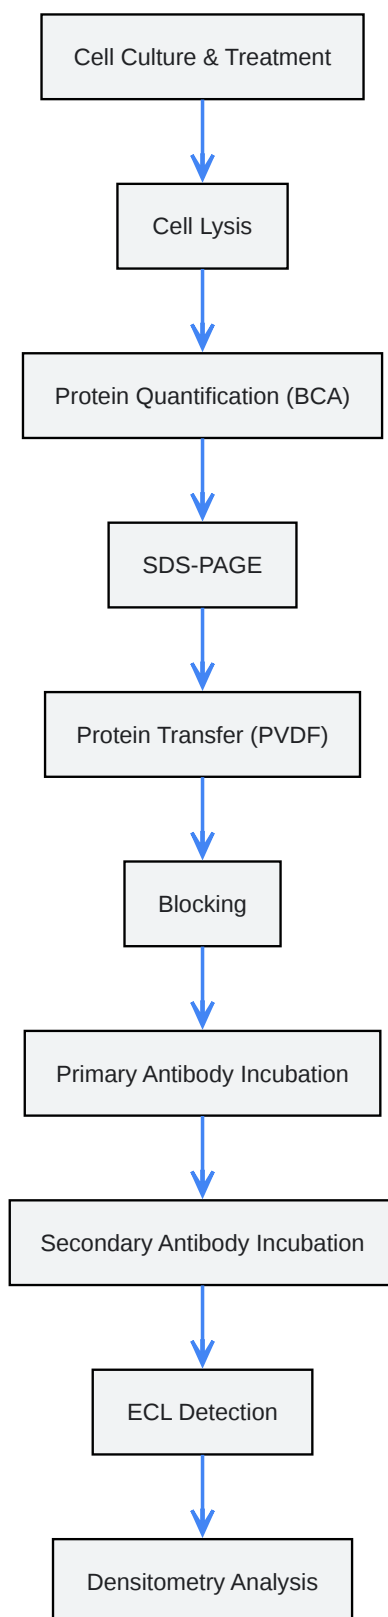 Cell Culture & Treatment
Cell Lysis
Protein Quantification (BCA)
SDS-PAGE
Protein Transfer (PVDF)
Blocking
Primary Antibody Incubation
Secondary Antibody Incubation
ECL Detection
Densitometry Analysis